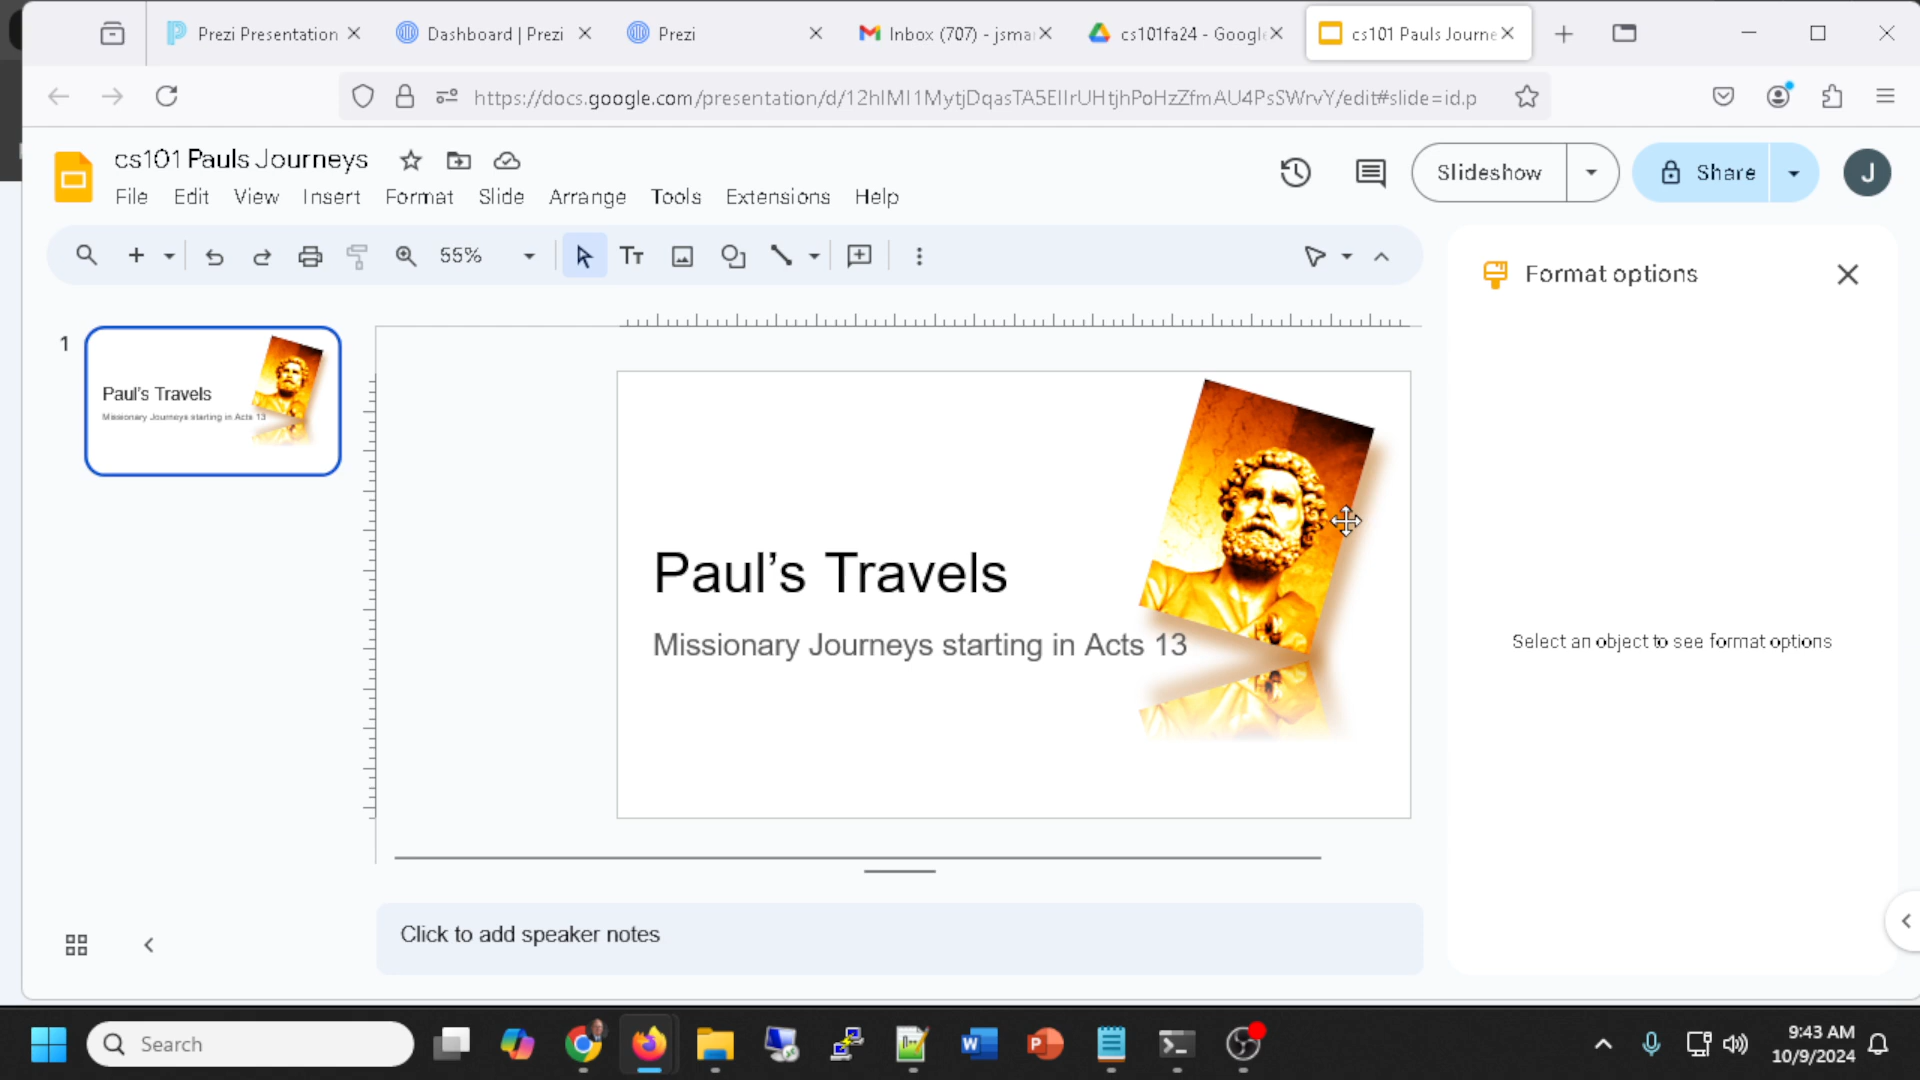 Prezi Presentation
Dashboard | Prezi
Prezi
Inbox (707) - jsma
cs101fa24 - Googl
cs101 Pauls Journe
https://docs.google.com/presentation/d/12hIMI1MytjDqasTA5EIIrUHtjhPoHzZfmAU4PsSWrvY/edit#slide=id.p
cs101 Pauls Journeys
Slideshow
Share
J
File Edit View Insert Format Slide Arrange Tools Extensions Help
55%
Format options
1
Paul's Travels
Missionary Journeys starting in Acts 13
Paul’s Travels
Missionary Journeys starting in Acts 13
Select an object to see format options
Click to add speaker notes
Search
9:43 AM
10/9/2024